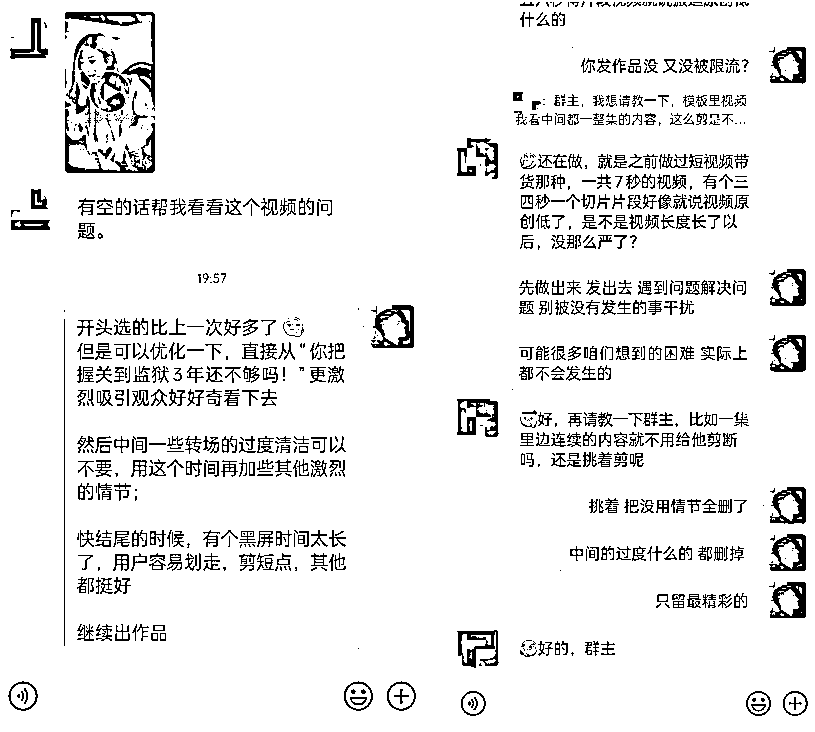 有空的话帮我看看这个视频的问
题。
19:57
开头选的比上一次好多了
但是可以优化一下，直接从“你把
握关到监狱3年还不够吗！”更激
烈吸引观众好好奇看下去
然后中间一些转场的过度清洁可以
不要，用这个时间再加些其他激烈
的情节；
快结尾的时候，有个黑屏时间太长
了，用户容易划走，剪短点，其他
都挺好
继续出作品
什么的
你发作品没 又没被限流？
：群主，我想请教一下，模板里视频
我看中间都一整集的内容，这么剪是不...
还在做，就是之前做过短视频带
货那种，一共7秒的视频，有个三
四秒一个切片片段好像就说视频原
创低了，是不是视频长度长了以
后，没那么严了？
先做出来 发出去 遇到问题解决问
题 别被没有发生的事干扰
可能很多咱们想到的困难 实际上
都不会发生的
好，再请教一下群主，比如一集
里边连续的内容就不用给他剪断
吗，还是挑着剪呢
挑着 把没用情节全删了
中间的过度什么的 都删掉
只留最精彩的
好的，群主